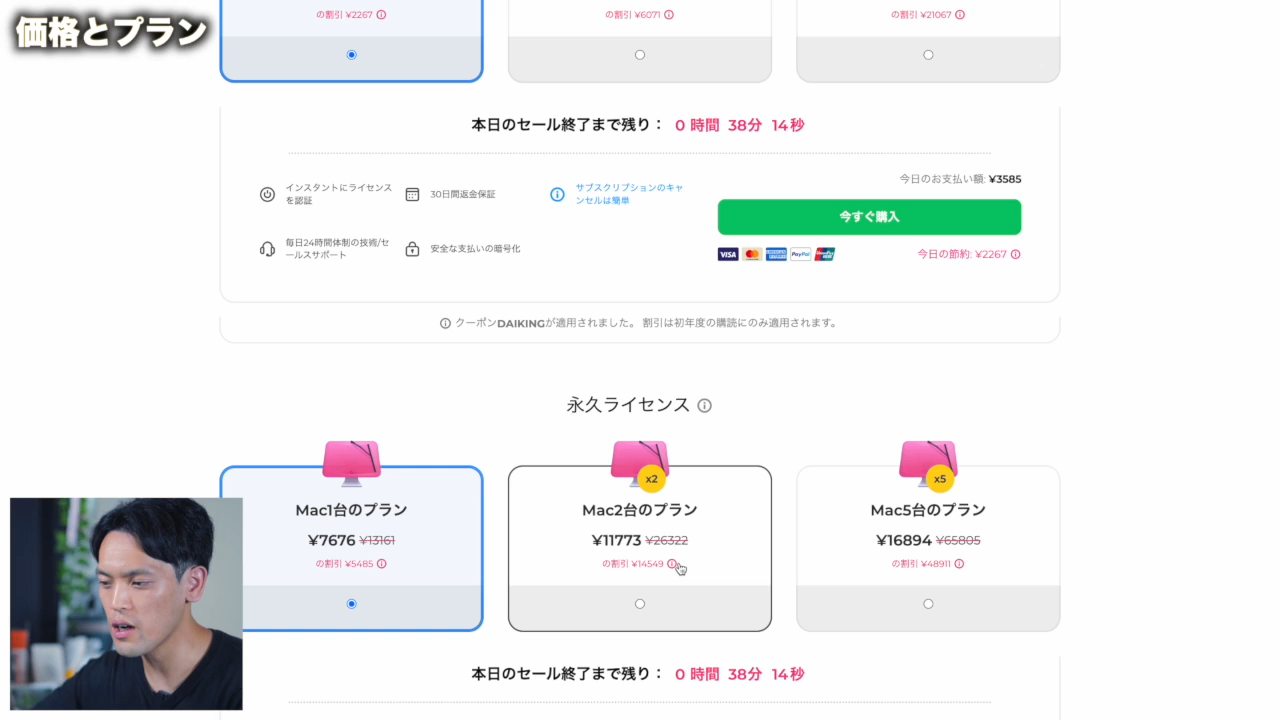 価格とプラン
の割引 ¥2267
の割引 ¥6071
の割引 ¥21067
本日のセール終了まで残り： 0 時間 38分 14秒
インスタントにライセンス
を認証
30日間返金保証
サブスクリプションのキャ
ンセルは簡単
毎日24時間体制の技術/セ
ールスサポート
安全な支払いの暗号化
今日のお支払い額: ¥3585
今すぐ購入
VISA
PayPal
今日の節約: ¥2267
クーポンDAIKINGが適用されました。 割引は初年度の購読にのみ適用されます。
永久ライセンス
Mac1台のプラン
¥7676 ¥13161
の割引 ¥5485
x2
Mac2台のプラン
¥11773 ¥26322
の割引 ¥14549
x5
Mac5台のプラン
¥16894 ¥65805
の割引 ¥48911
本日のセール終了まで残り： 0 時間 38分 14秒